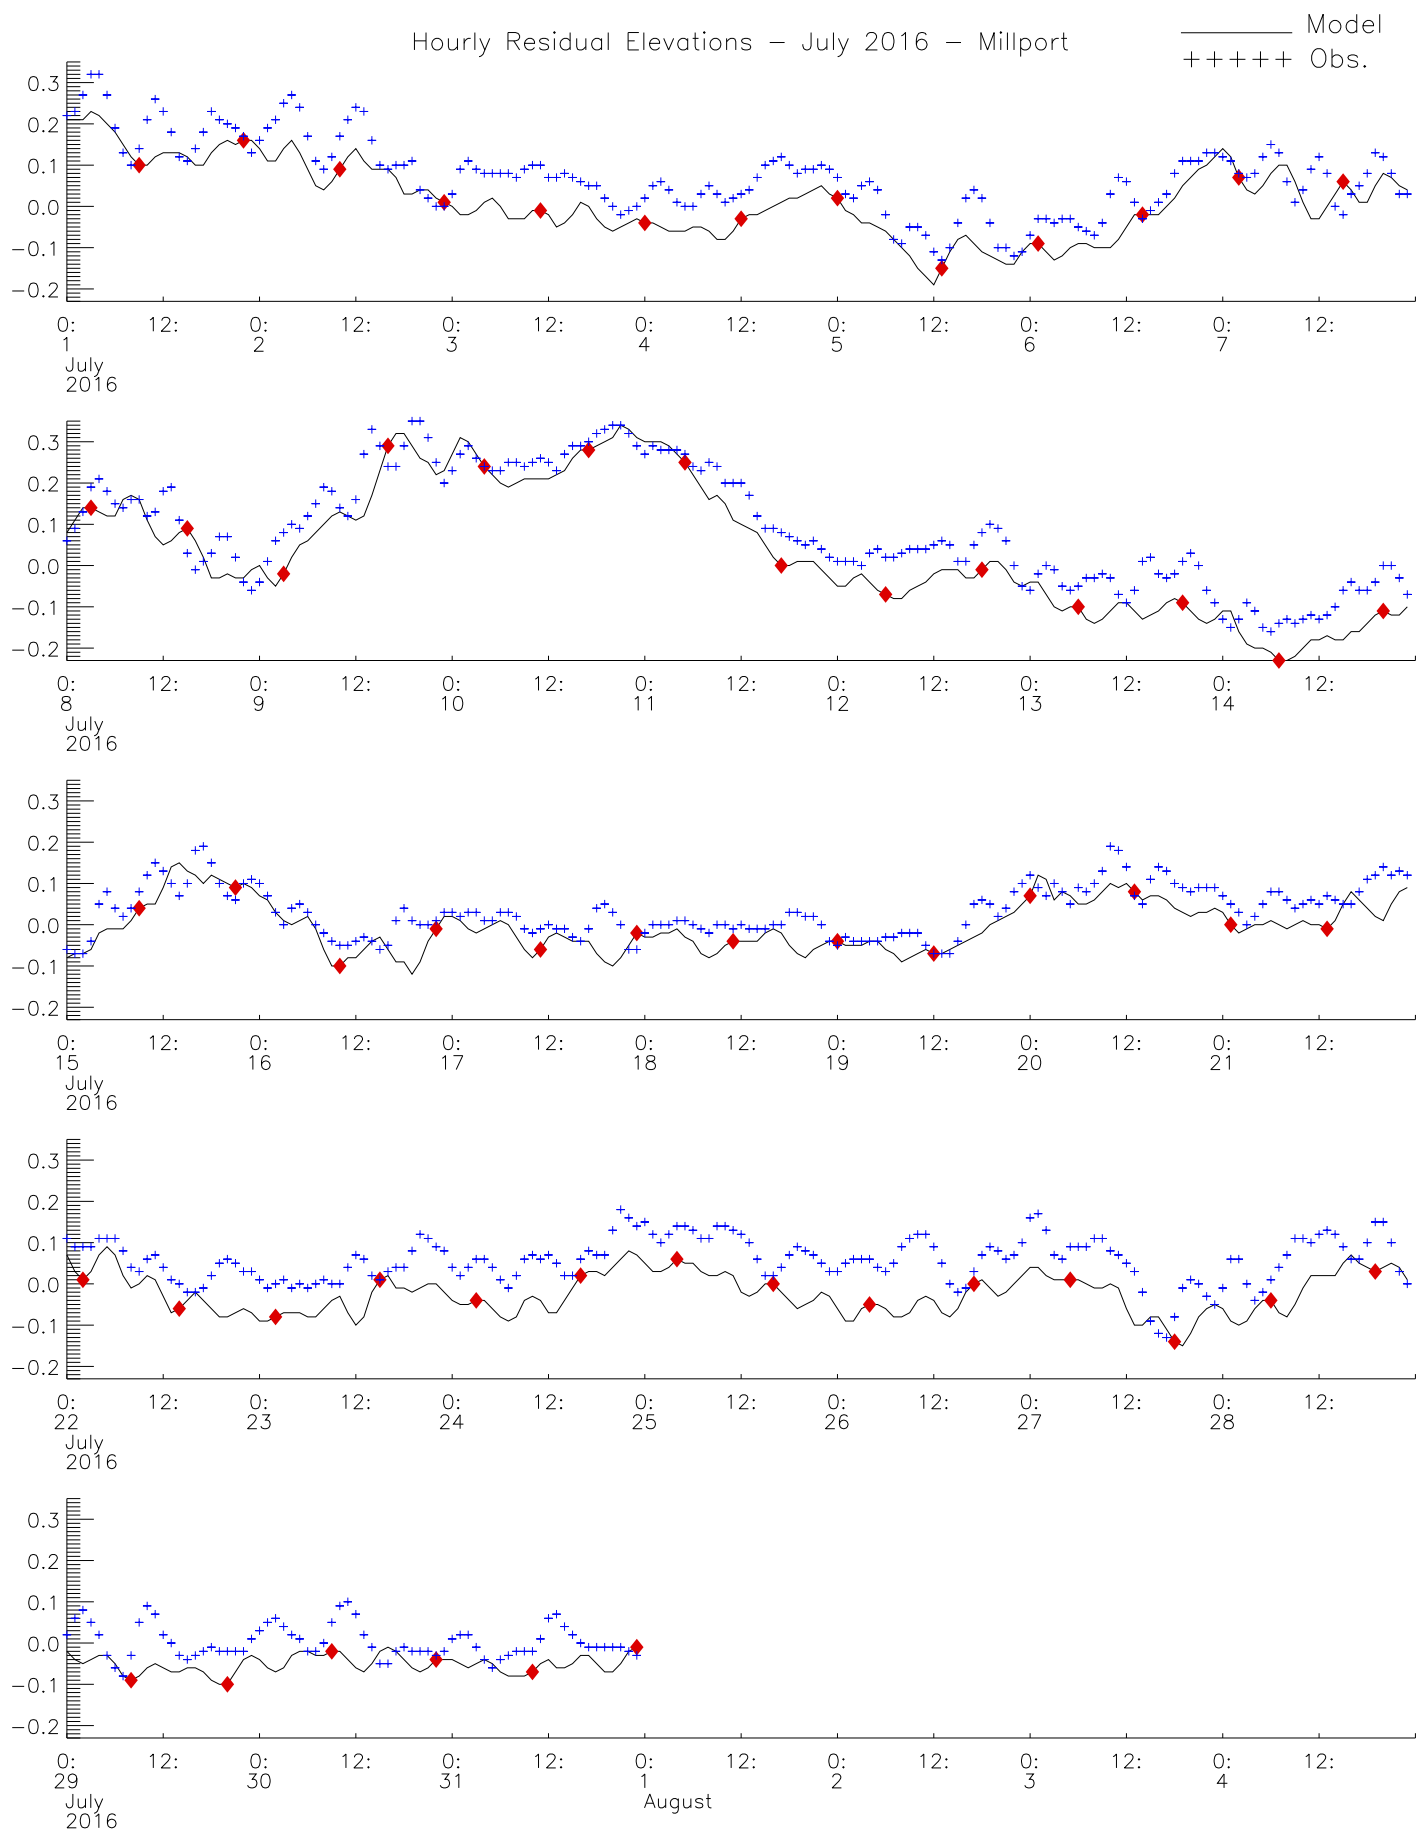 Hourly Residual Elevations – July 2016 – Millport
Model
+++++ Obs.
0.3
0.2
0.1
0.0
−0.1
−0.2
0: 12: 0: 12: 0: 12: 0: 12: 0: 12: 0: 12: 0: 12:
1 2 3 4 5 6 7
July
2016
0.3
0.2
0.1
0.0
−0.1
−0.2
0: 12: 0: 12: 0: 12: 0: 12: 0: 12: 0: 12: 0: 12:
8 9 10 11 12 13 14
July
2016
0.3
0.2
0.1
0.0
−0.1
−0.2
0: 12: 0: 12: 0: 12: 0: 12: 0: 12: 0: 12: 0: 12:
15 16 17 18 19 20 21
July
2016
0.3
0.2
0.1
0.0
−0.1
−0.2
0: 12: 0: 12: 0: 12: 0: 12: 0: 12: 0: 12: 0: 12:
22 23 24 25 26 27 28
July
2016
0.3
0.2
0.1
0.0
−0.1
−0.2
0: 12: 0: 12: 0: 12: 0: 12: 0: 12: 0: 12: 0: 12:
29 30 31 1 2 3 4
July August
2016